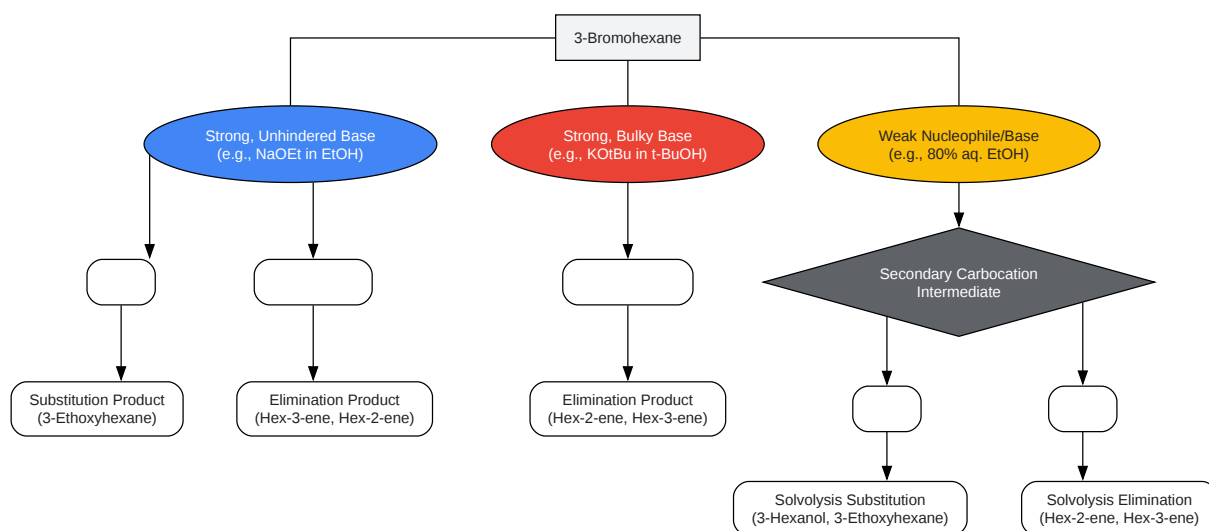 3-Bromohexane
Strong, Unhindered Base
(e.g., NaOEt in EtOH)
Strong, Bulky Base
(e.g., KOtBu in t-BuOH)
Weak Nucleophile/Base
(e.g., 80% aq. EtOH)
Secondary Carbocation
Intermediate
Substitution Product
(3-Ethoxyhexane)
Elimination Product
(Hex-3-ene, Hex-2-ene)
Elimination Product
(Hex-2-ene, Hex-3-ene)
Solvolysis Substitution
(3-Hexanol, 3-Ethoxyhexane)
Solvolysis Elimination
(Hex-2-ene, Hex-3-ene)